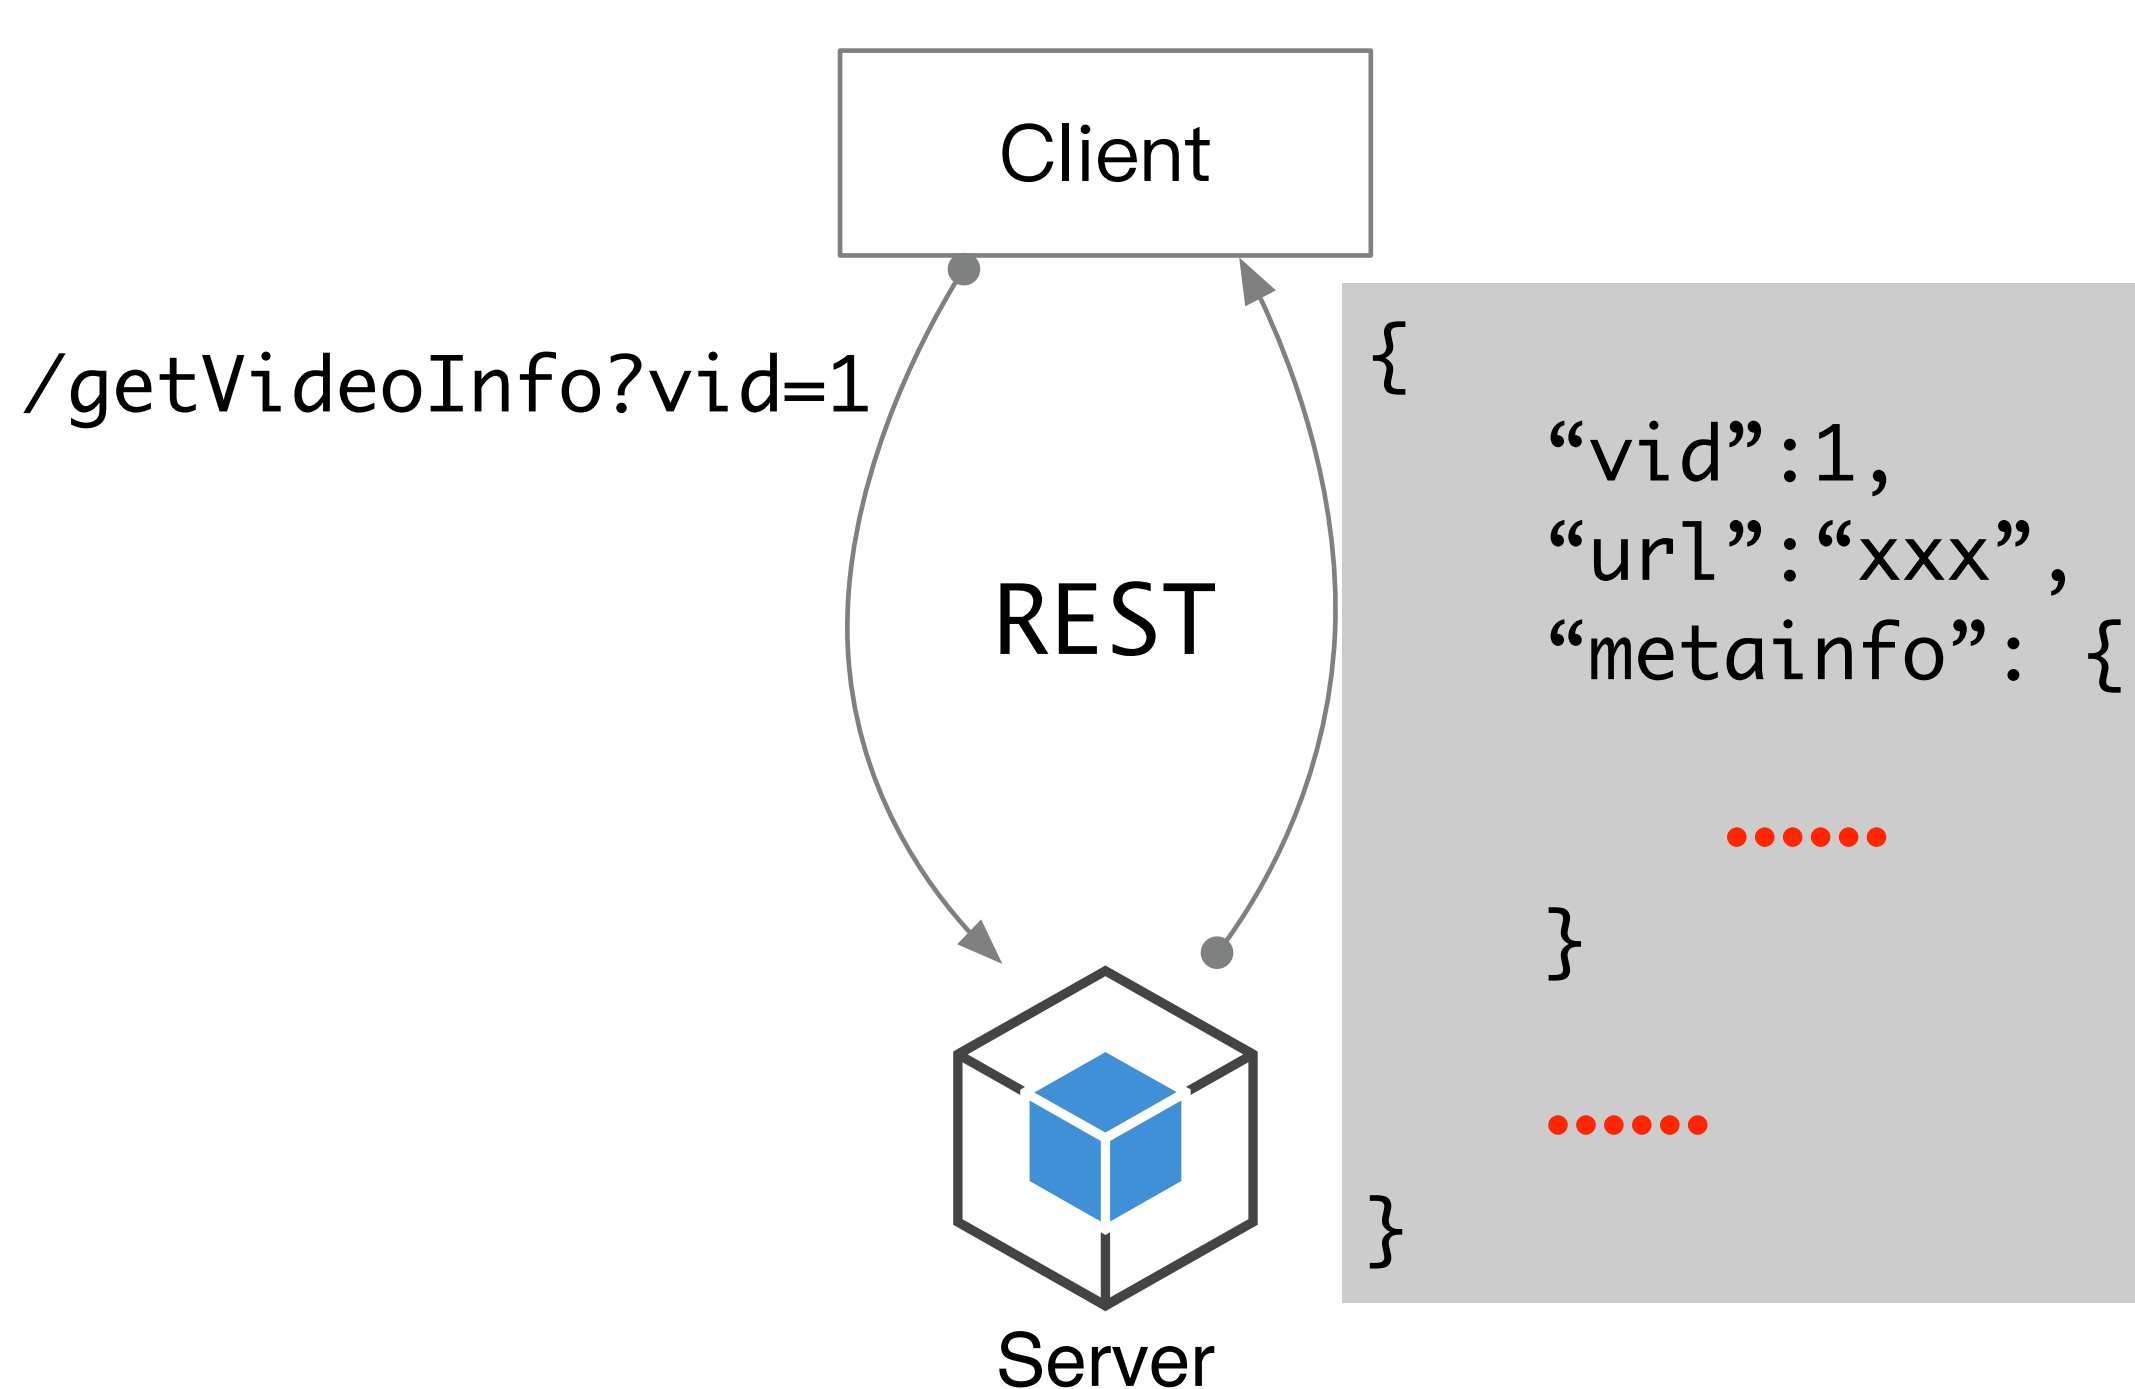 Client
/getVideoInfo?vid=1
REST
{
“vid”:1,
“url”:“xxx”,
“metainfo”: {
••••••
}
••••••
}
Server